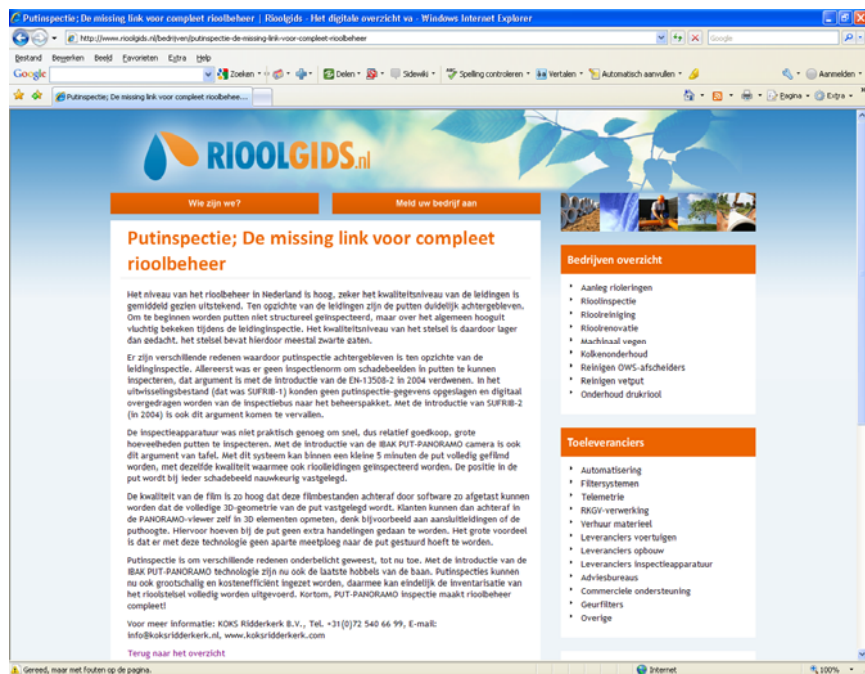 Putinspectie; De missing link voor compleet rioolbeheer | Rioolgids - Het digitale overzicht va - Windows Internet Explorer
http://www.rioolgids.nl/bedrijven/putinspectie-de-missing-link-voor-compleet-rioolbeheer
Google
Bestand Bewerken Beeld Favorieten Extra Help
Google Zoeken Delen Sidewiki Spelling controleren Vertalen Automatisch aanvullen Aanmelden
Putinspectie; De missing link voor compleet rioolbehee... Pagina Extra
RIOOLGIDS.nl
Wie zijn we? Meld uw bedrijf aan
Putinspectie; De missing link voor compleet
rioolbeheer
Het niveau van het rioolbeheer in Nederland is hoog, zeker het kwaliteitsniveau van de leidingen is
gemiddeld gezien uitstekend. Ten opzichte van de leidingen zijn de putten duidelijk achtergebleven.
Om te beginnen worden putten niet structureel geïnspecteerd, maar over het algemeen hooguit
vluchtig bekeken tijdens de leidinginspectie. Het kwaliteitsniveau van het stelsel is daardoor lager
dan gedacht, het stelsel bevat hierdoor meestal zwarte gaten.
Er zijn verschillende redenen waardoor putinspectie achtergebleven is ten opzichte van de
leidinginspectie. Allereerst was er geen inspectienorm om schadebeelden in putten te kunnen
inspecteren, dat argument is met de introductie van de EN-13508-2 in 2004 verdwenen. In het
uitwisselingsbestand (dat was SUFRIB-1) konden geen putinspectie-gegevens opgeslagen en digitaal
overgedragen worden van de inspectiebus naar het beheerspakket. Met de introductie van SUFRIB-2
(in 2004) is ook dit argument komen te vervallen.
De inspectieapparatuur was niet praktisch genoeg om snel, dus relatief goedkoop, grote
hoeveelheden putten te inspecteren. Met de introductie van de IBAK PUT-PANORAMO camera is ook
dit argument van tafel. Met dit systeem kan binnen een kleine 5 minuten de put volledig gefilmd
worden, met dezelfde kwaliteit waarmee ook rioolleidingen geïnspecteerd worden. De positie in de
put wordt bij ieder schadebeeld nauwkeurig vastgelegd.
De kwaliteit van de film is zo hoog dat deze filmbestanden achteraf door software zo afgetast kunnen
worden dat de volledige 3D-geometrie van de put vastgelegd wordt. Klanten kunnen dan achteraf in
de PANORAMO-viewer zelf in 3D elementen opmeten, denk bijvoorbeeld aan aansluitleidingen of de
puthoogte. Hiervoor hoeven bij de put geen extra handelingen gedaan te worden. Het grote voordeel
is dat er met deze technologie geen aparte meetploeg naar de put gestuurd hoeft te worden.
Putinspectie is om verschillende redenen onderbelicht geweest, tot nu toe. Met de introductie van de
IBAK PUT-PANORAMO technologie zijn nu ook de laatste hobbels van de baan. Putinspecties kunnen
nu ook grootschalig en kostenefficiënt ingezet worden, daarmee kan eindelijk de inventarisatie van
het rioolstelsel volledig worden uitgevoerd. Kortom, PUT-PANORAMO inspectie maakt rioolbeheer
compleet!
Voor meer informatie: KOKS Ridderkerk B.V., Tel. +31(0)72 540 66 99, E-mail:
info@koksridderkerk.nl, www.koksridderkerk.com
Terug naar het overzicht
Bedrijven overzicht
Aanleg rioleringen
Rioolinspectie
Rioolreiniging
Rioolrenovatie
Machinaal vegen
Kolkenonderhoud
Reinigen OWS-afscheiders
Reinigen vetput
Onderhoud drukriool
Toeleveranciers
Automatisering
Filtersystemen
Telemetrie
RKGV-verwerking
Verhuur materieel
Leveranciers voertuigen
Leveranciers opbouw
Leveranciers inspectieapparatuur
Adviesbureaus
Commerciele ondersteuning
Geurfilters
Overige
Gereed, maar met fouten op de pagina. Internet 100%